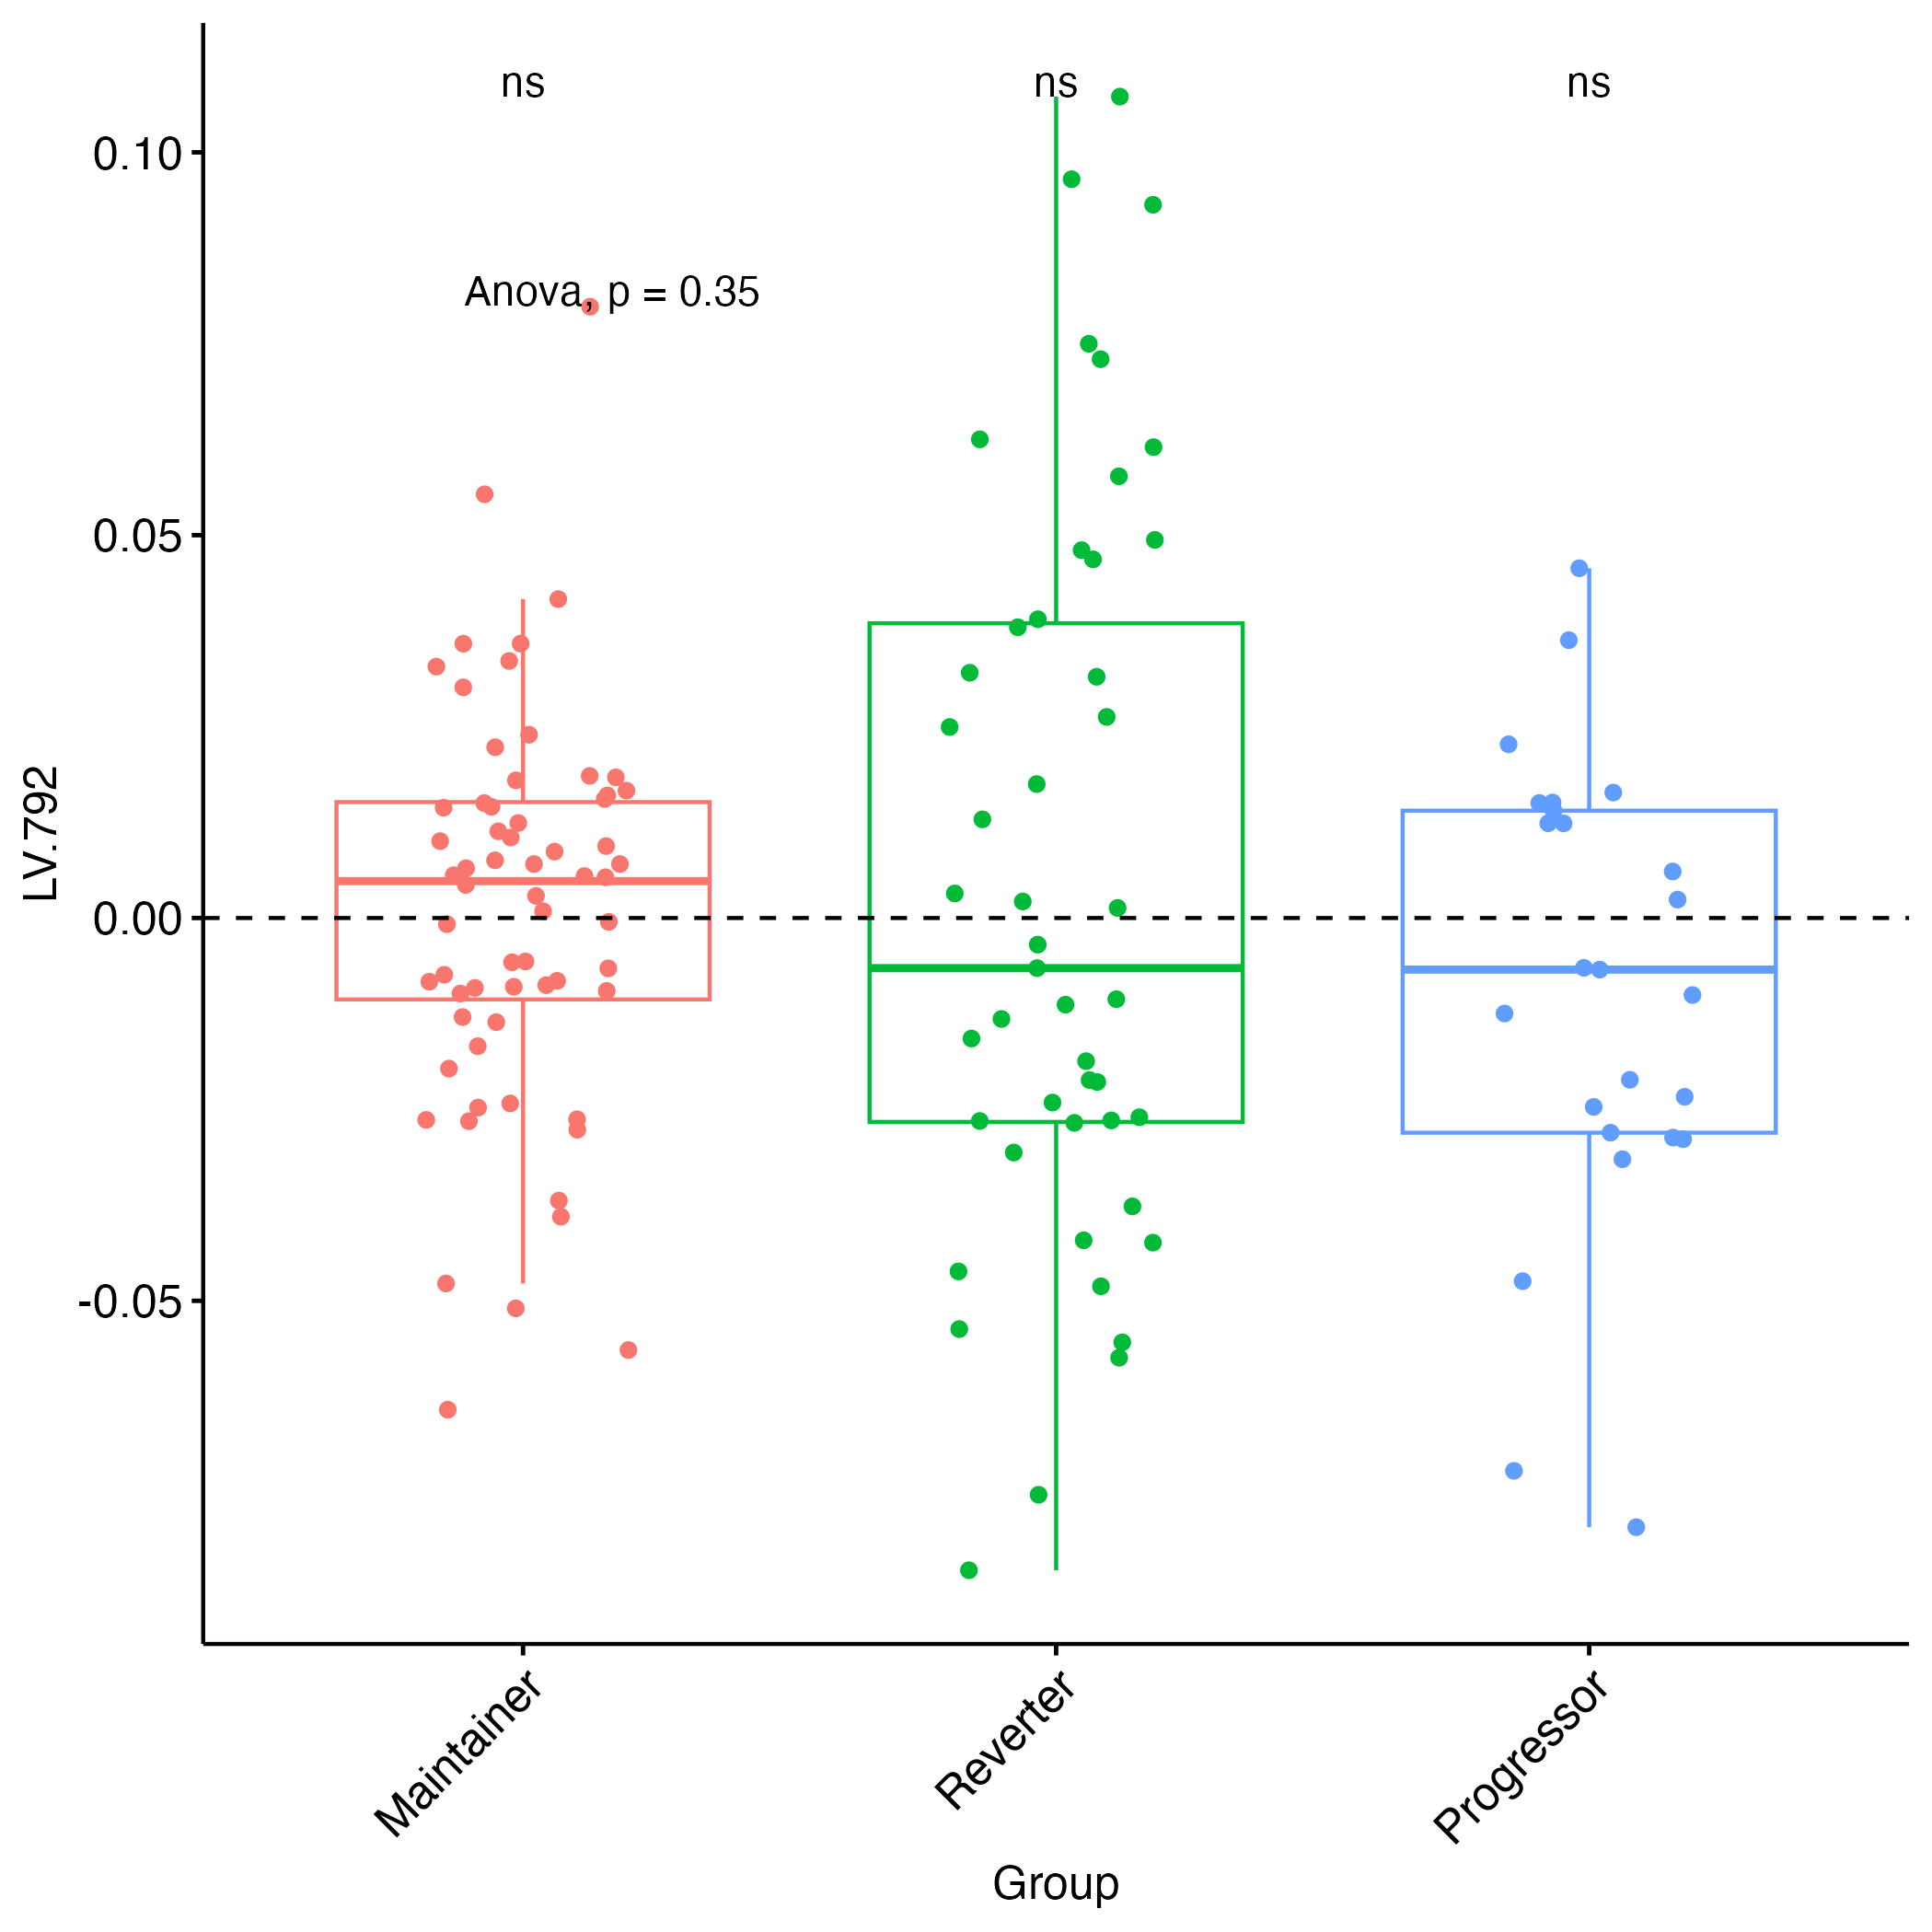 ns ns ns
Anova, p = 0.35
0.10
0.05
0.00
-0.05
LV.792
Maintainer
Reverter
Progressor
Group